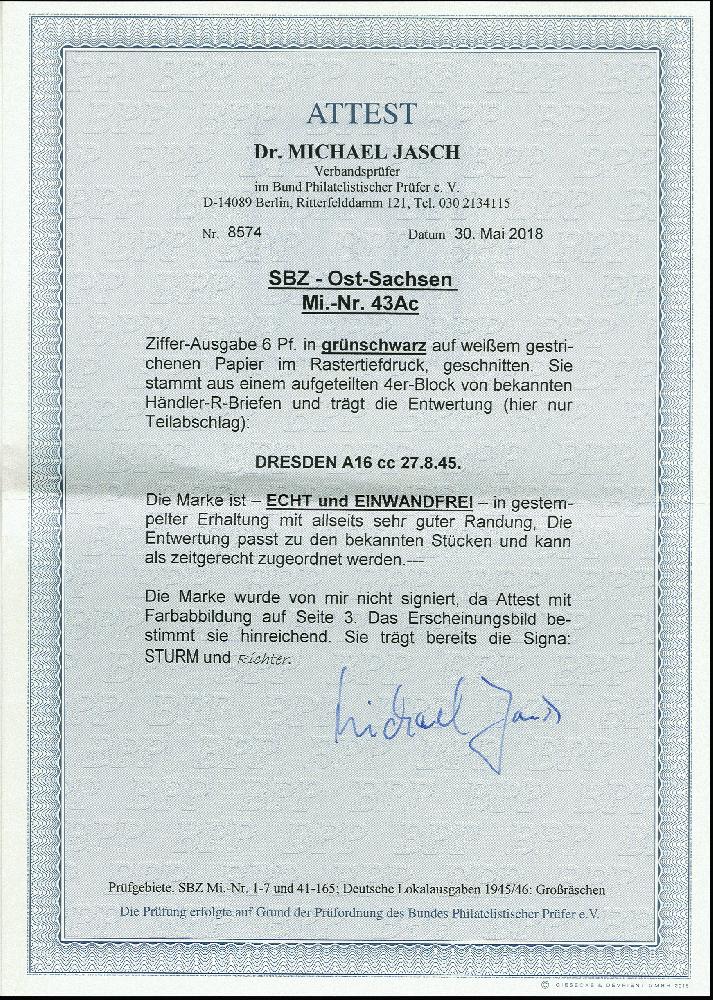 ATTEST
Dr. MICHAEL JASCH
Verbandsprüfer
im Bund Philatelistischer Prüfer e. V.
D-14089 Berlin, Ritterfelddamm 121, Tel. 030 2134115
Nr. 8574 Datum 30. Mai 2018
SBZ - Ost-Sachsen
Mi.-Nr. 43Ac
Ziffer-Ausgabe 6 Pf. in grünschwarz auf weißem gestri-
chenen Papier im Rastertiefdruck, geschnitten. Sie
stammt aus einem aufgeteilten 4er-Block von bekannten
Händler-R-Briefen und trägt die Entwertung (hier nur
Teilabschlag):
DRESDEN A16 cc 27.8.45.
Die Marke ist – ECHT und EINWANDFREI – in gestem-
pelter Erhaltung mit allseits sehr guter Randung, Die
Entwertung passt zu den bekannten Stücken und kann
als zeitgerecht zugeordnet werden.---
Die Marke wurde von mir nicht signiert, da Attest mit
Farbabbildung auf Seite 3. Das Erscheinungsbild be-
stimmt sie hinreichend. Sie trägt bereits die Signa:
STURM und Richter.
Michael Jasch
Prüfgebiete: SBZ Mi.-Nr. 1-7 und 41-165; Deutsche Lokalausgaben 1945/46: Großräschen
Die Prüfung erfolgte auf Grund der Prüfordnung des Bundes Philatelistischer Prüfer e.V.
© GIESECKE & DEVRIENT GMBH